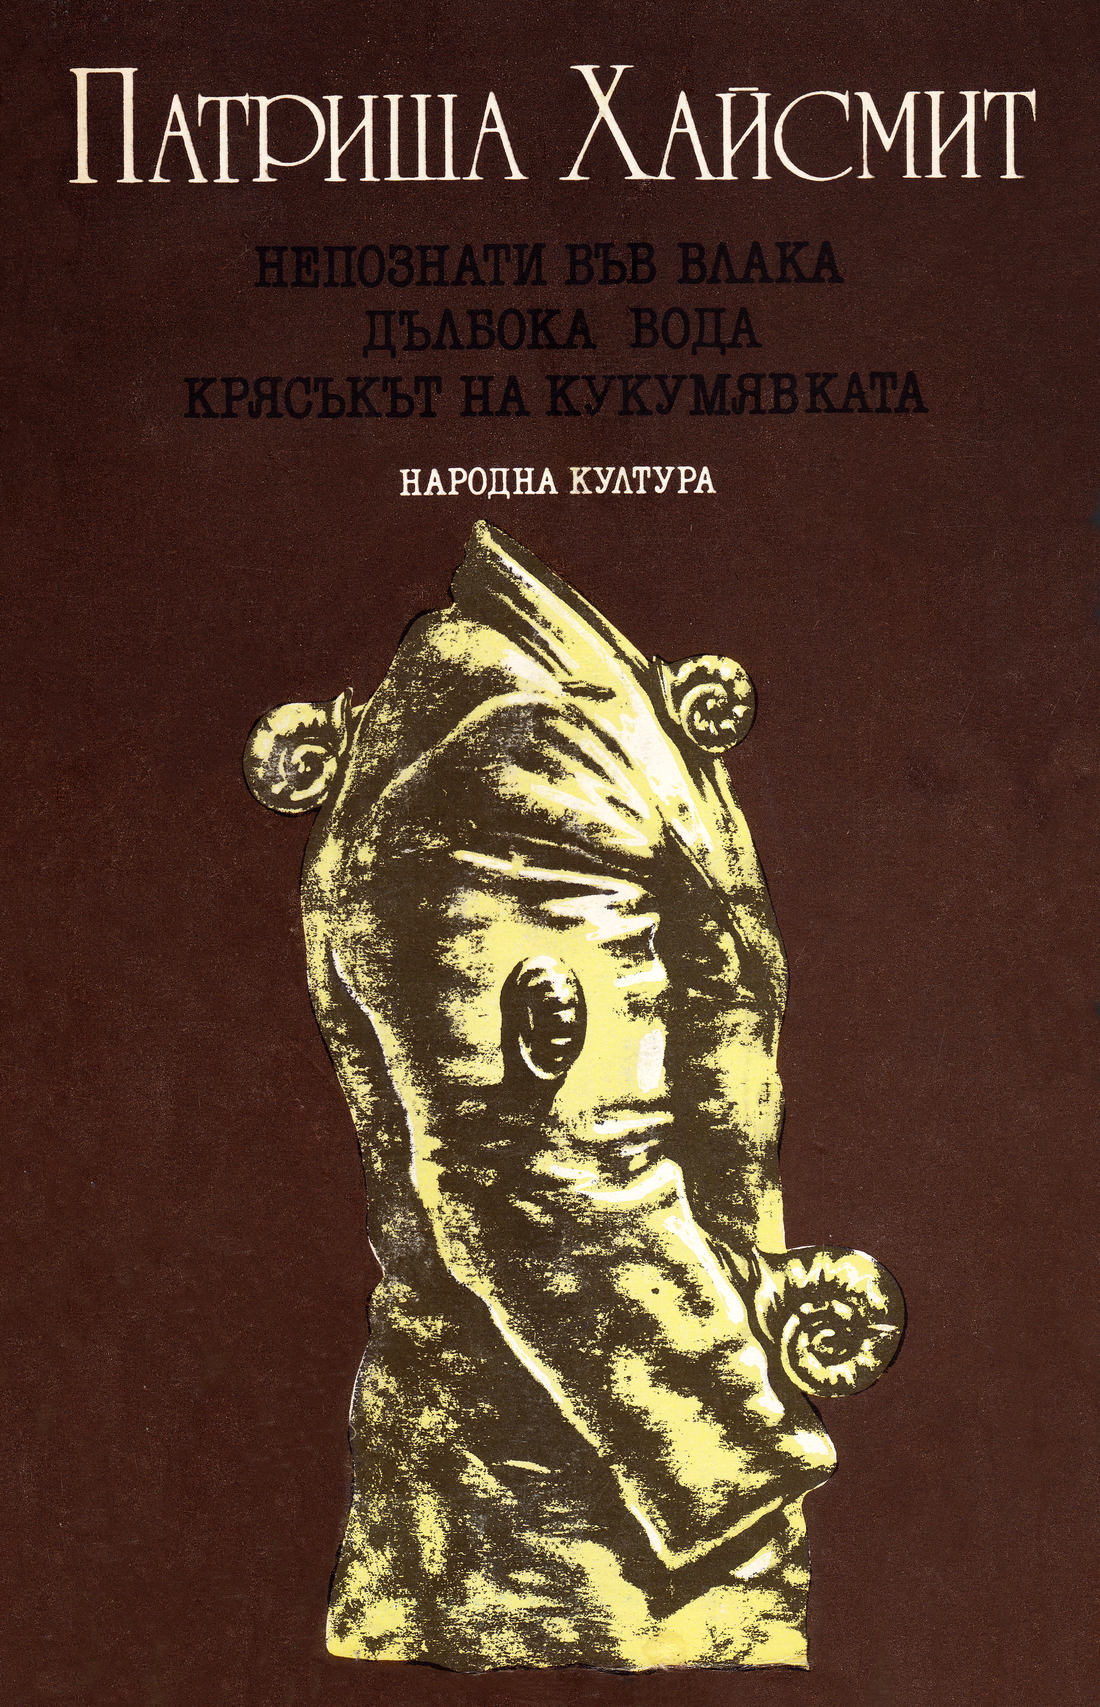 Патриша Хайсмит
НЕПОЗНАТИ ВЪВ ВЛАКА
ДЪЛБОКА ВОДА
КРЯСЪКЪТ НА КУКУМЯВКАТА
НАРОДНА КУЛТУРА